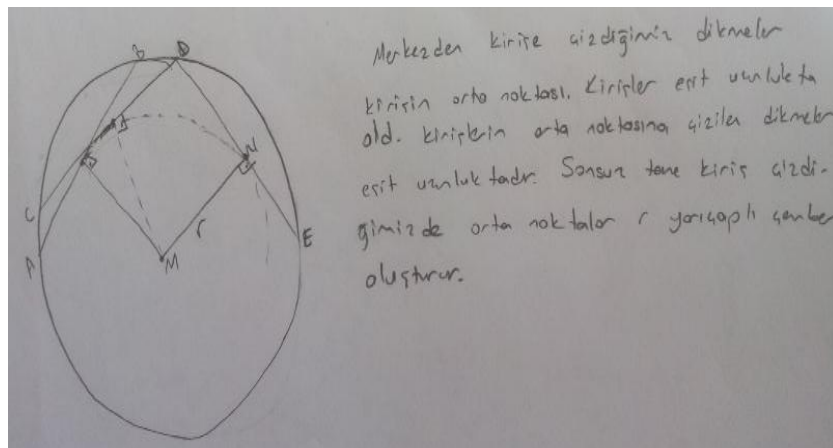 B D
Merkezden kirişe çizdiğimiz dikmeler
kirişin orta noktası. Kirişler eşit uzunlukta
old. kirişlerin orta noktasına çizilen dikmeler
eşit uzunluktadır. Sonsuz tane kiriş çizdi-
ğimizde orta noktalar r yarıçaplı çember
oluşturur.
N
C
r
E
A
M